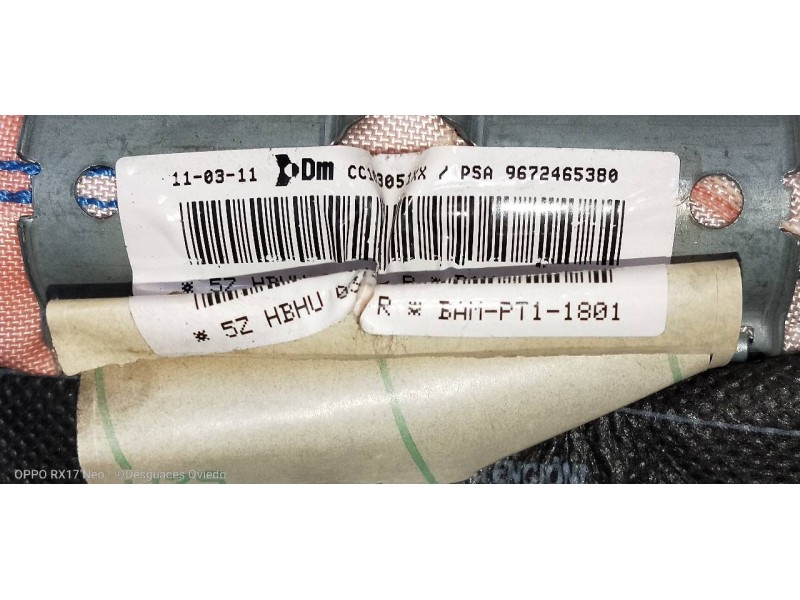 11-03-11 Dm / PSA 9672465380
* 5Z HBHU R * BAM-PT1-1801
OPPO RX17 Neo ©Desguaces Oviedo